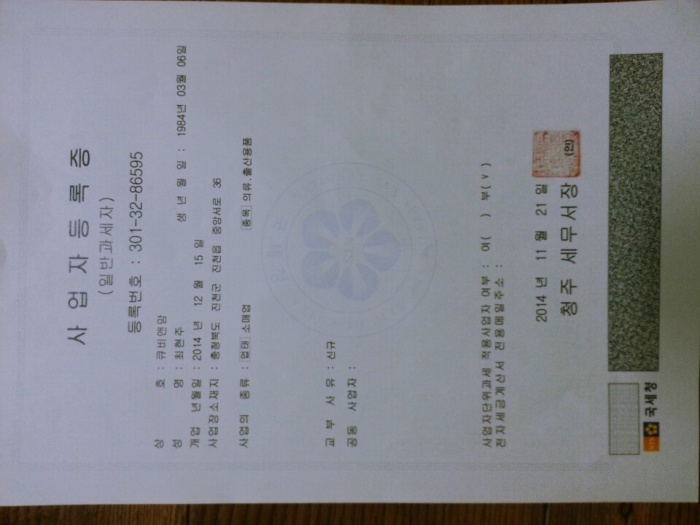 사업자등록증
(일반과세자)
등록번호 : 301-32-86595
상 호 : 큐비앤맘
성 명 : 최현주 생 년 월 일 : 1984년 03월 06일
개업 년월일 : 2014 년 12 월 15 일
사업장소재지 : 충청북도 진천군 진천읍 중앙서로 36
사업의 종류 : 업태 소매업 [종목] 의류.출산용품
교 부 사 유 : 신규
공동 사업자 :
사업자단위과세 적용사업자 여부 : 여( ) 부(v)
전자세금계산서 전용메일주소 :
2014 년 11 월 21 일
청주 세무서장 (인)
국세청